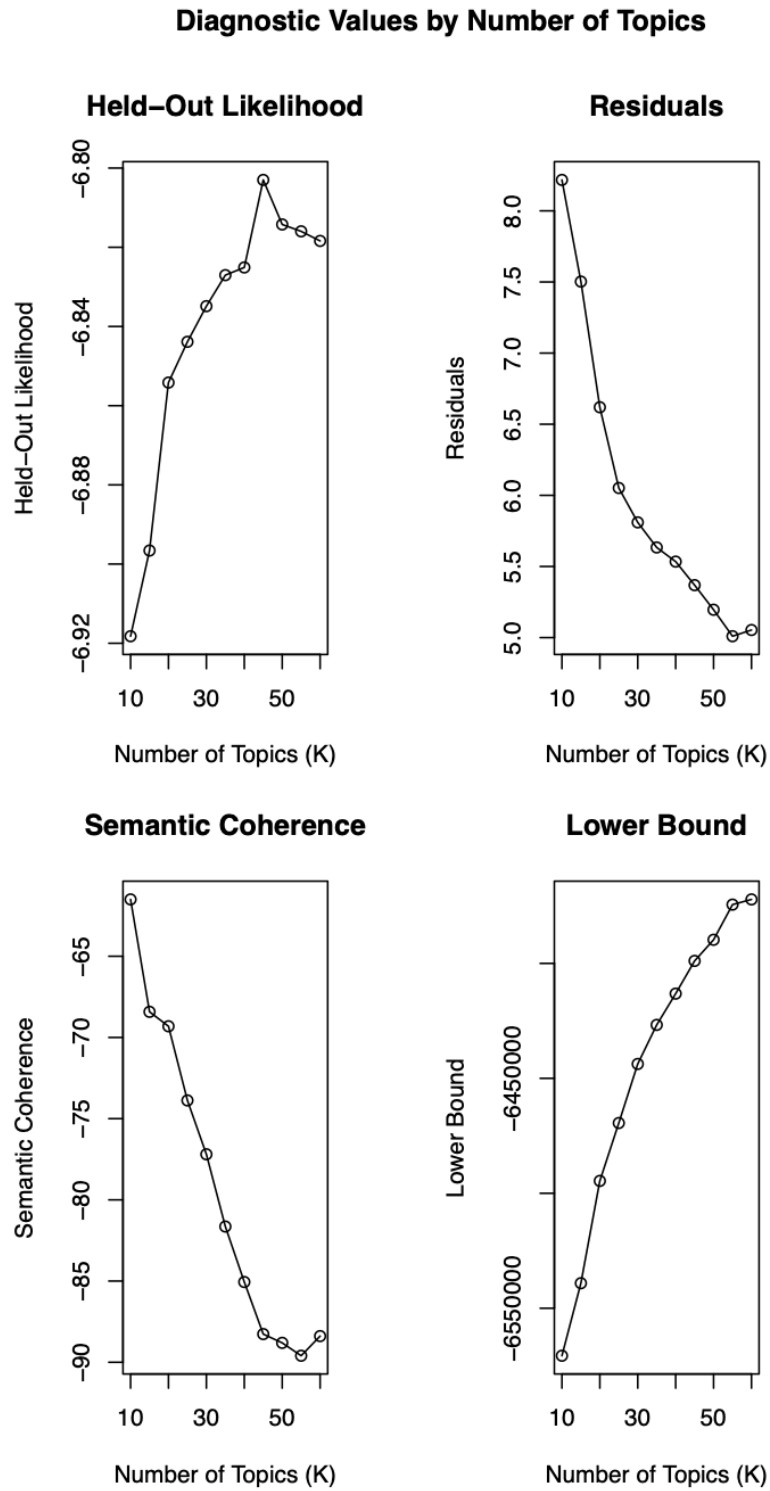 Diagnostic Values by Number of Topics
Held−Out Likelihood
Held−Out Likelihood
−6.80
−6.84
−6.88
−6.92
10 30 50
Number of Topics (K)
Residuals
Residuals
8.0
7.5
7.0
6.5
6.0
5.5
5.0
10 30 50
Number of Topics (K)
Semantic Coherence
Semantic Coherence
−65
−70
−75
−80
−85
−90
10 30 50
Number of Topics (K)
Lower Bound
Lower Bound
−6450000
−6550000
10 30 50
Number of Topics (K)